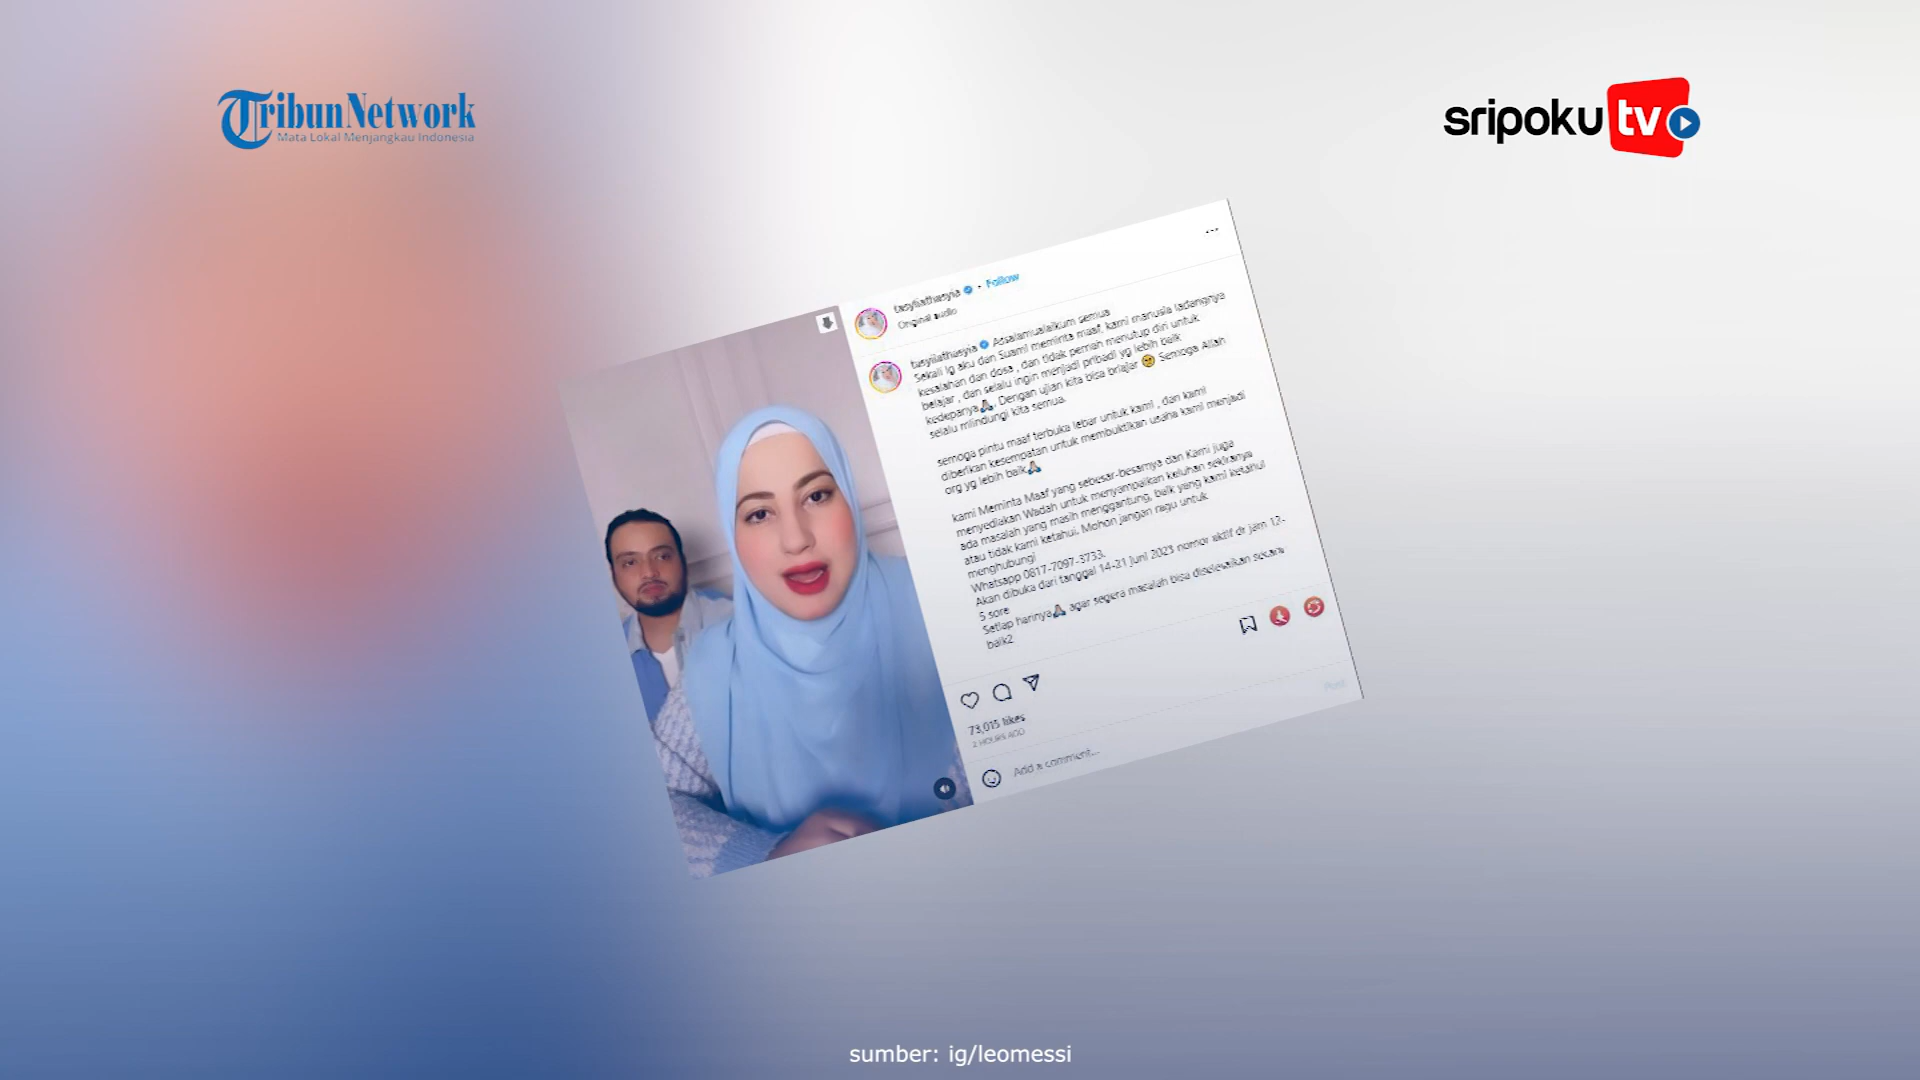 Tribun Network
Mata Lokal Menjangkau Indonesia
sripoku tv
tasyiiathasyia • Follow
Original audio
tasyiiathasyia Assalamualaikum semua
Sekali lg aku dan Suami meminta maaf, kami manusia ladangnya
kesalahan dan dosa , dan tidak pernah menutup diri untuk
belajar , dan selalu ingin menjadi pribadi yg lebih baik
kedepanya🙏🏻. Dengan ujian kita bisa brlajar 🥹 Semoga Allah
selalu mlindungi kita semua.
semoga pintu maaf terbuka lebar untuk kami , dan kami
diberikan kesempatan untuk membuktikan usaha kami menjadi
org yg lebih baik🙏🏻
kami Meminta Maaf yang sebesar-besarnya dan Kami juga
menyediakan Wadah untuk menyampaikan keluhan sekiranya
ada masalah yang masih menggantung, baik yang kami ketahui
atau tidak kami ketahui. Mohon jangan ragu untuk
menghubungi
Whatsapp 0817-7097-3733.
Akan dibuka dari tanggal 14-21 Juni 2023 nomor aktif dr jam 12-
5 sore
Setiap harinya🙏🏻 agar segera masalah bisa diselesaikan secara
baik2
73,015 likes
2 HOURS AGO
Add a comment...
Post
sumber: ig/leomessi